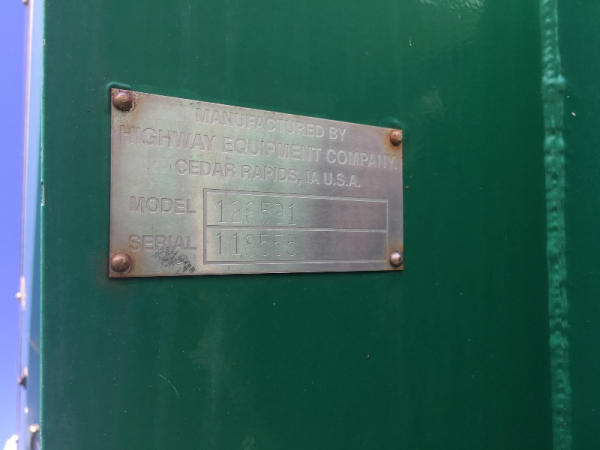 MANUFACTURED BY
HIGHWAY EQUIPMENT COMPANY
CEDAR RAPIDS, IA U.S.A.
MODEL
SERIAL